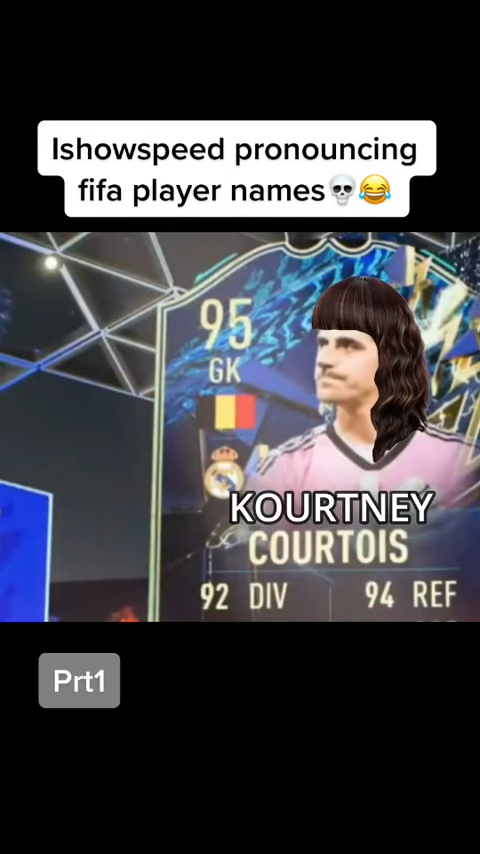 Ishowspeed pronouncing
fifa player names💀😂
95
GK
KOURTNEY
COURTOIS
92 DIV 94 REF
Prt1